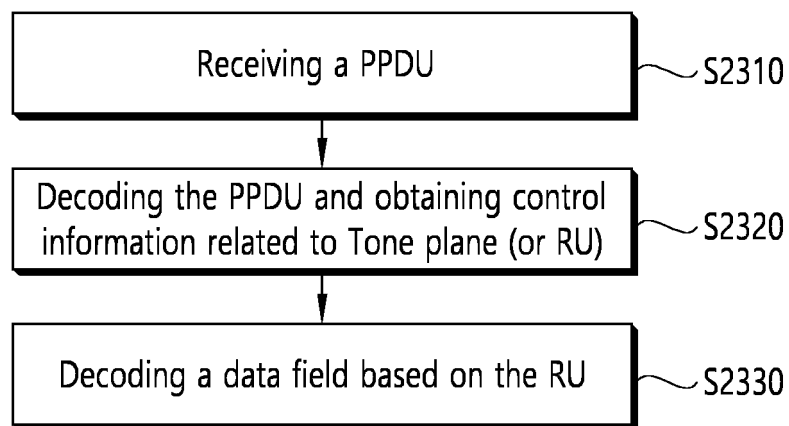 Receiving a PPDU
S2310
Decoding the PPDU and obtaining control
information related to Tone plane (or RU)
S2320
Decoding a data field based on the RU
S2330